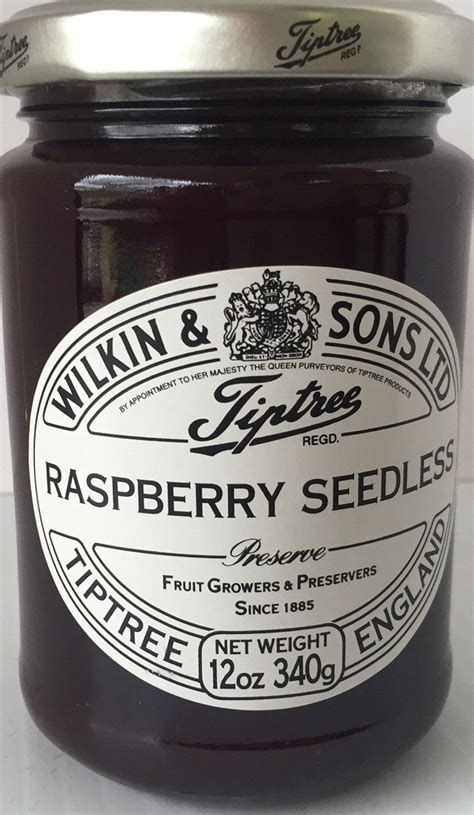 Tiptree
REGD
WILKIN & SONS LTD
BY APPOINTMENT TO HER MAJESTY THE QUEEN PURVEYORS OF TIPTREE PRODUCTS
Tiptree
REGD.
RASPBERRY SEEDLESS
Preserve
FRUIT GROWERS & PRESERVERS
SINCE 1885
TIPTREE ENGLAND
NET WEIGHT
12oz 340g